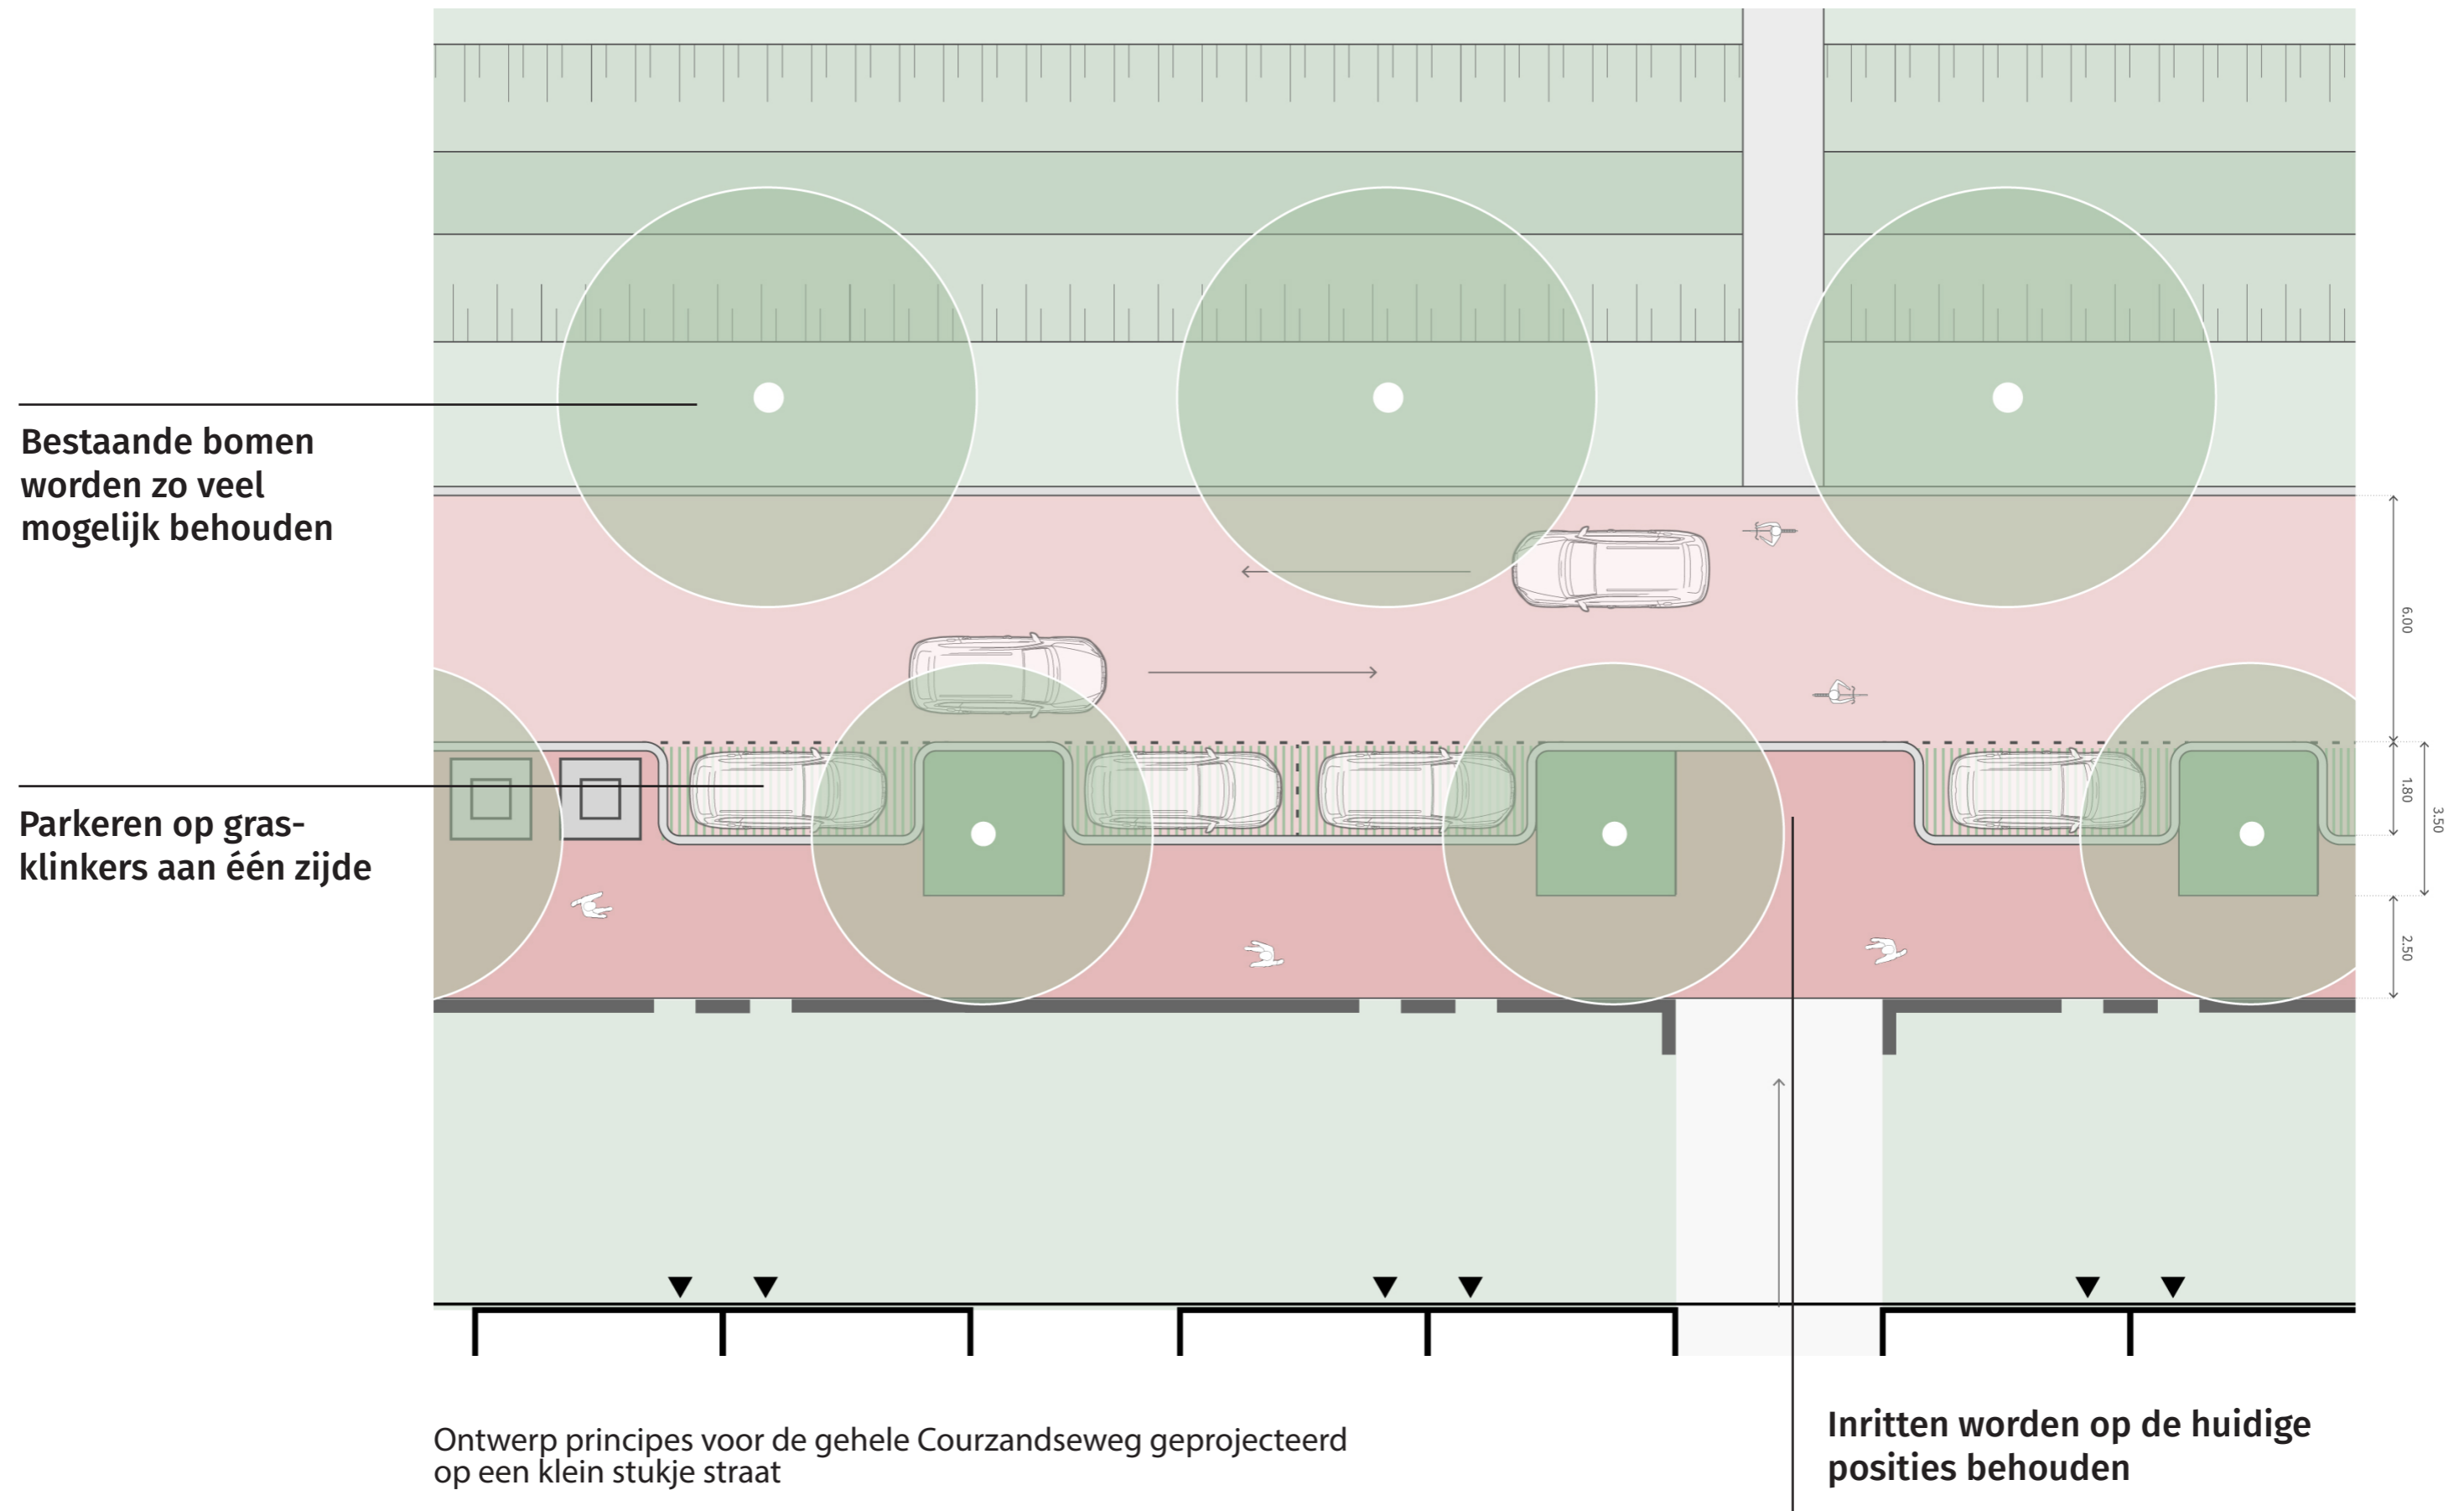 Bestaande bomen
worden zo veel
mogelijk behouden
6.00
Parkeren op gras-
klinkers aan één zijde
1.80
3.50
2.50
Ontwerp principes voor de gehele Courzandseweg geprojecteerd
op een klein stukje straat
Inritten worden op de huidige
posities behouden